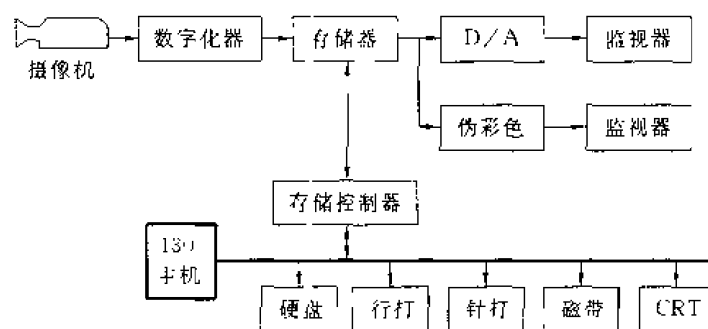 数字化器
存储器
D/A
监视器
摄像机
伪彩色
监视器
存储控制器
130
主机
硬盘
行打
针打
磁带
CRT